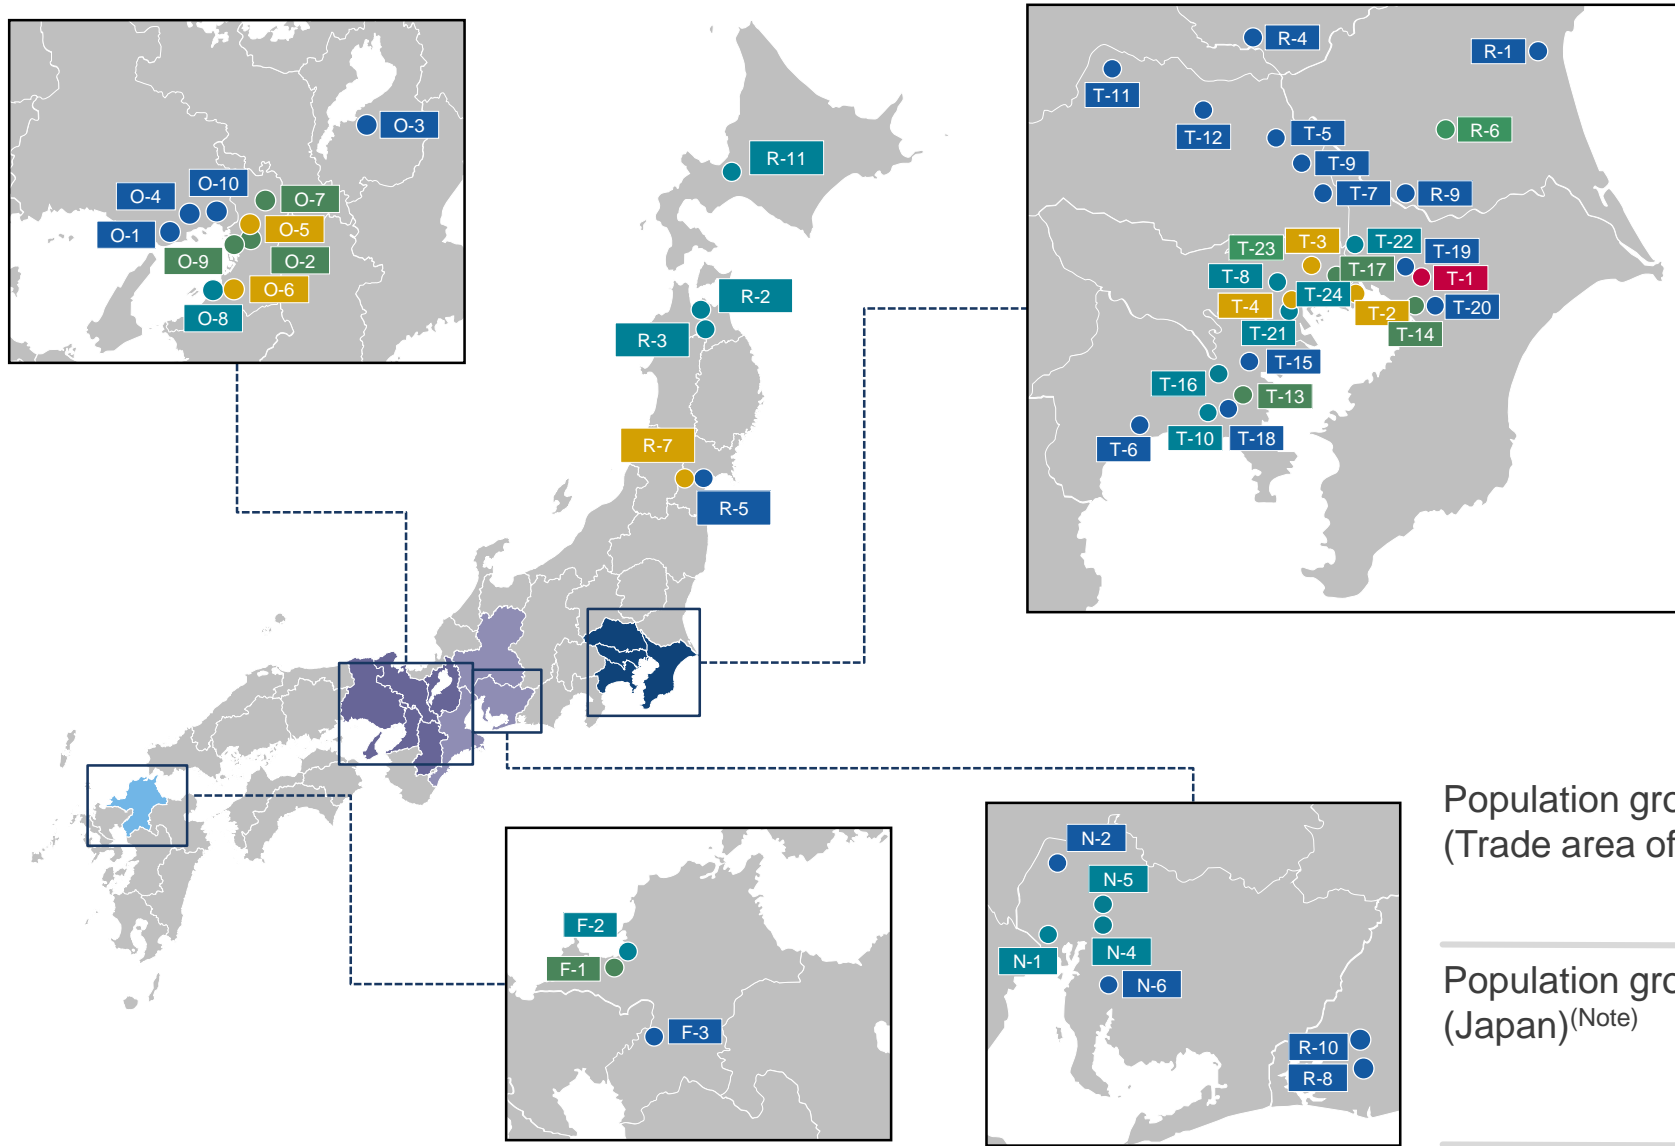 O-3
O-10
O-4
O-7
O-1
O-5
O-9
O-2
O-6
O-8
R-11
R-2
R-3
R-7
R-5
R-4
R-1
T-11
T-12
T-5
R-6
T-9
T-7
R-9
T-23
T-3
T-22
T-19
T-8
T-17
T-1
T-4
T-24
T-2
T-20
T-21
T-14
T-15
T-16
T-13
T-6
T-10
T-18
F-2
F-1
F-3
N-2
N-5
N-1
N-4
N-6
R-10
R-8
Population gro
(Trade area of
Population gro
(Japan)(Note)